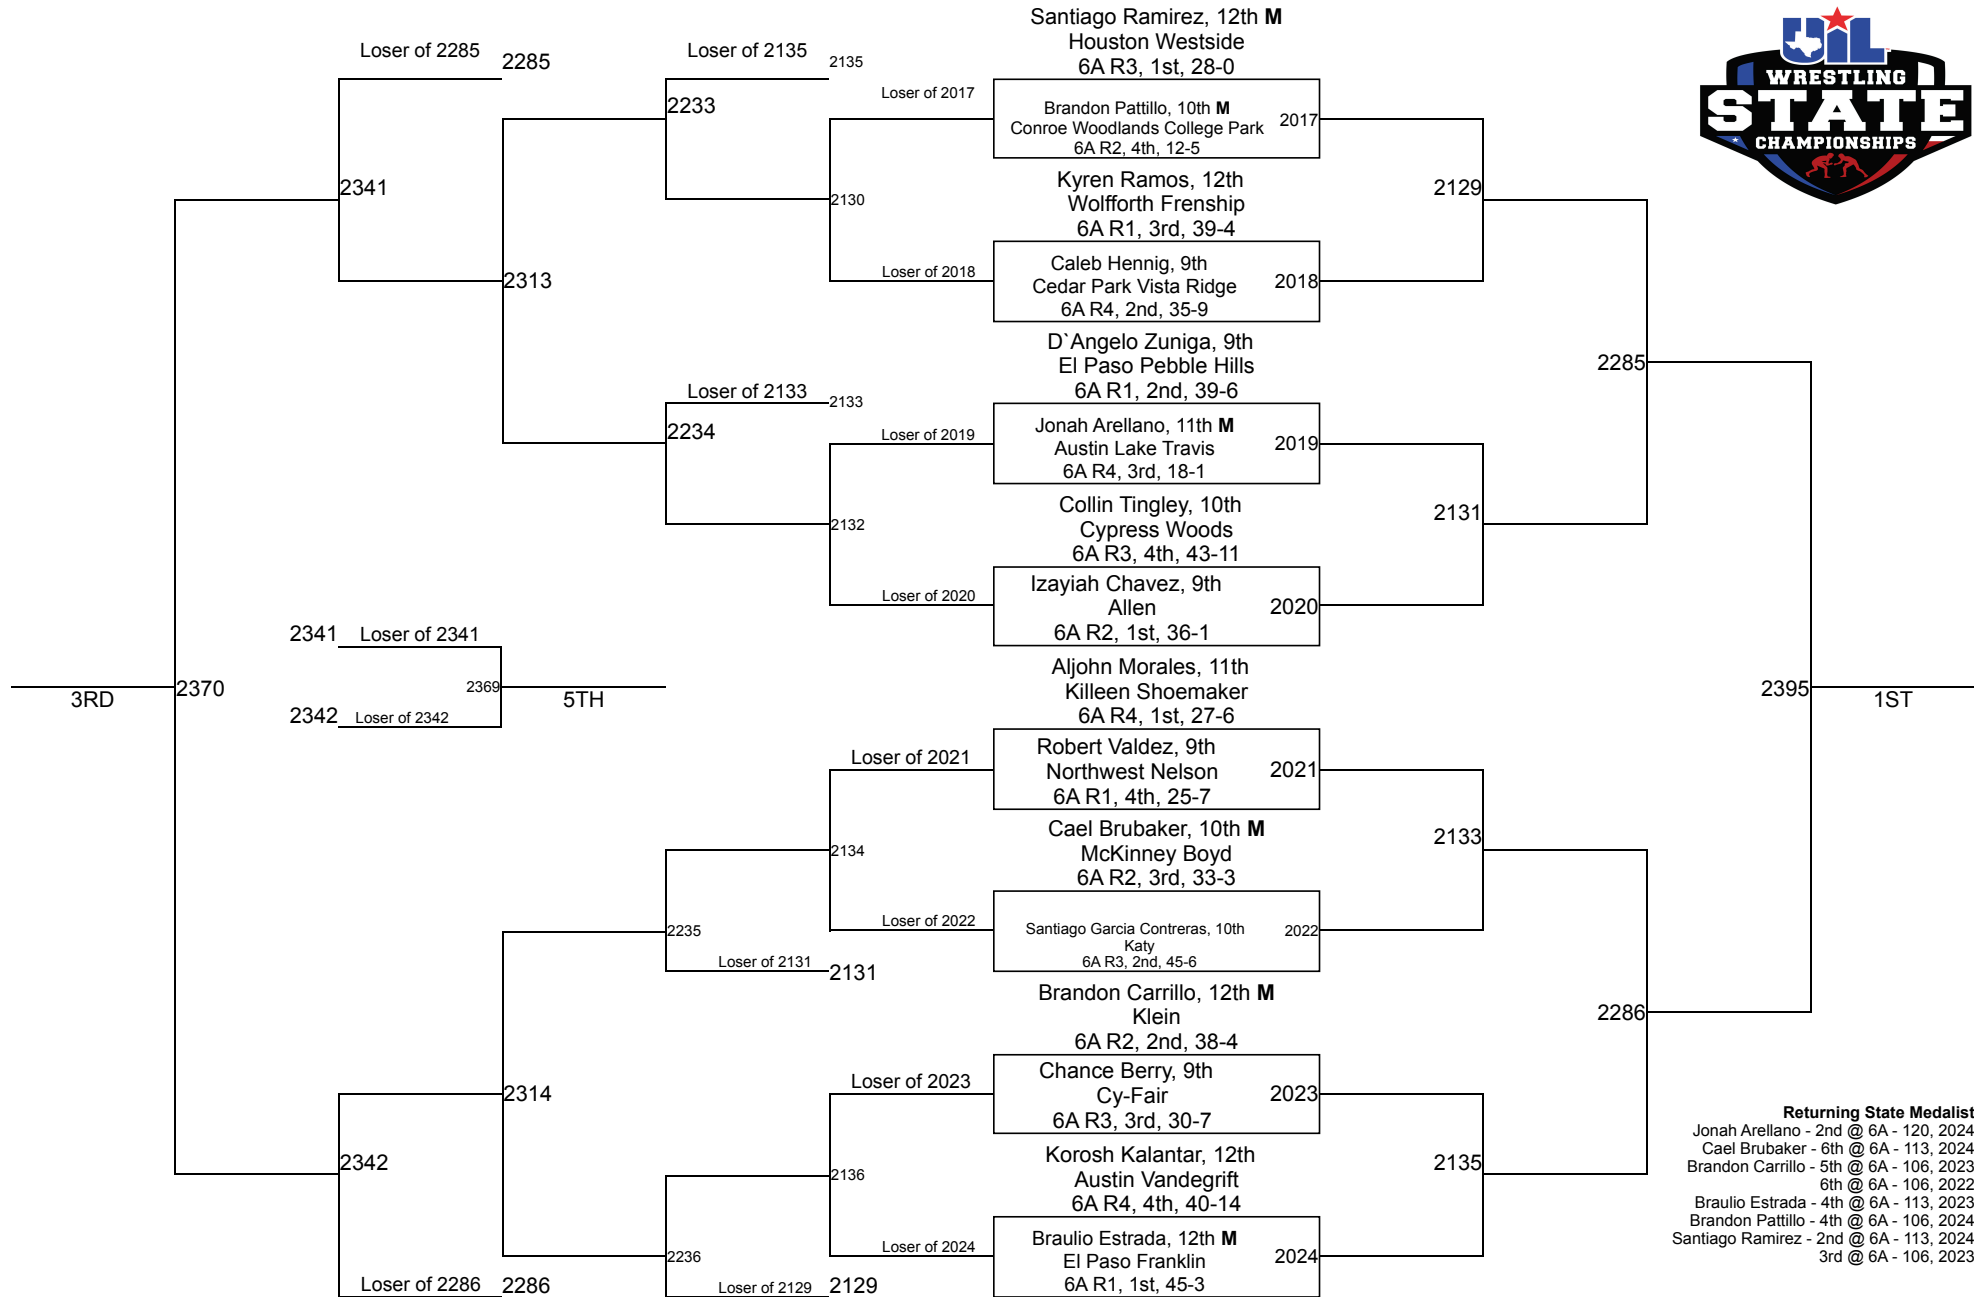 Santiago Ramirez, 12th M
Houston Westside
6A R3, 1st, 28-0
Brandon Pattillo, 10th M
Conroe Woodlands College Park
6A R2, 4th, 12-5
2017
Kyren Ramos, 12th
Wolfforth Frenship
6A R1, 3rd, 39-4
Caleb Hennig, 9th
Cedar Park Vista Ridge
6A R4, 2nd, 35-9
2018
D`Angelo Zuniga, 9th
El Paso Pebble Hills
6A R1, 2nd, 39-6
Jonah Arellano, 11th M
Austin Lake Travis
6A R4, 3rd, 18-1
2019
Collin Tingley, 10th
Cypress Woods
6A R3, 4th, 43-11
Izayiah Chavez, 9th
Allen
6A R2, 1st, 36-1
2020
Aljohn Morales, 11th
Killeen Shoemaker
6A R4, 1st, 27-6
Robert Valdez, 9th
Northwest Nelson
6A R1, 4th, 25-7
2021
Cael Brubaker, 10th M
McKinney Boyd
6A R2, 3rd, 33-3
Santiago Garcia Contreras, 10th
Katy
6A R3, 2nd, 45-6
2022
Brandon Carrillo, 12th M
Klein
6A R2, 2nd, 38-4
Chance Berry, 9th
Cy-Fair
6A R3, 3rd, 30-7
2023
Korosh Kalantar, 12th
Austin Vandegrift
6A R4, 4th, 40-14
Braulio Estrada, 12th M
El Paso Franklin
6A R1, 1st, 45-3
2024
2129
2131
2133
2135
2285
2286
2395
1ST
Loser of 2017
2130
Loser of 2018
Loser of 2019
2132
Loser of 2020
Loser of 2021
2134
Loser of 2022
Loser of 2023
2136
Loser of 2024
Loser of 2135
2135
2233
Loser of 2133
2133
2234
2235
Loser of 2131
2131
2236
Loser of 2129
2129
2313
2314
Loser of 2285
2285
2341
2342
Loser of 2286
2286
2341
Loser of 2341
2369
5TH
2342
Loser of 2342
2370
3RD
UIL
WRESTLING
STATE
CHAMPIONSHIPS
Returning State Medalist
Jonah Arellano - 2nd @ 6A - 120, 2024
Cael Brubaker - 6th @ 6A - 113, 2024
Brandon Carrillo - 5th @ 6A - 106, 2023
6th @ 6A - 106, 2022
Braulio Estrada - 4th @ 6A - 113, 2023
Brandon Pattillo - 4th @ 6A - 106, 2024
Santiago Ramirez - 2nd @ 6A - 113, 2024
3rd @ 6A - 106, 2023